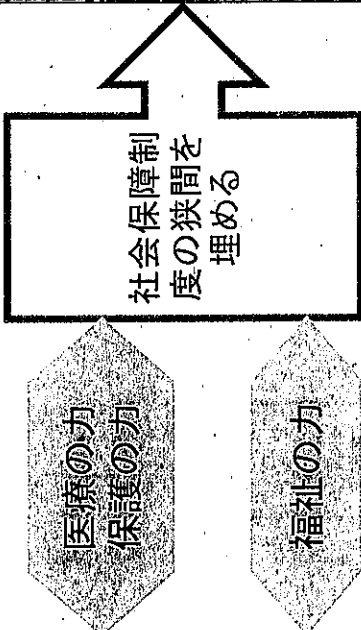 社会保障制
度の狭間を
埋める
医療の力
保護の力
福祉の力